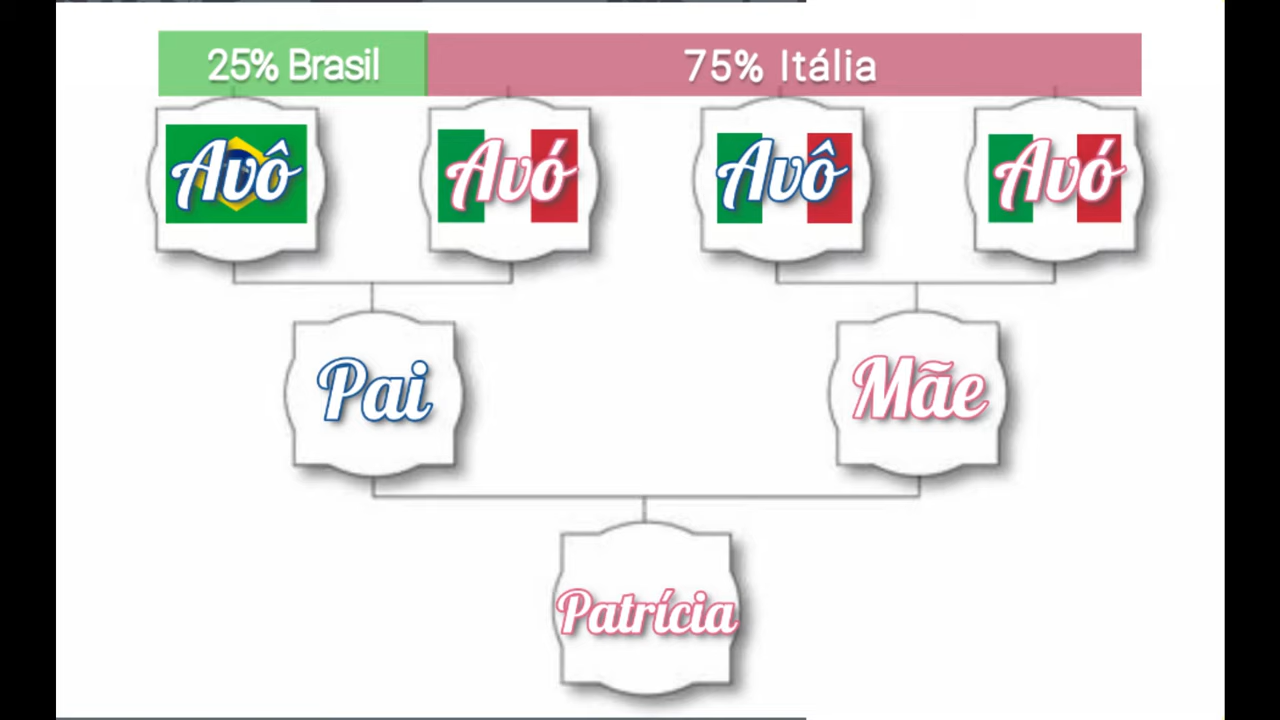 25% Brasil
75% Itália
Avô
Avó
Avô
Avó
Pai
Mãe
Patrícia